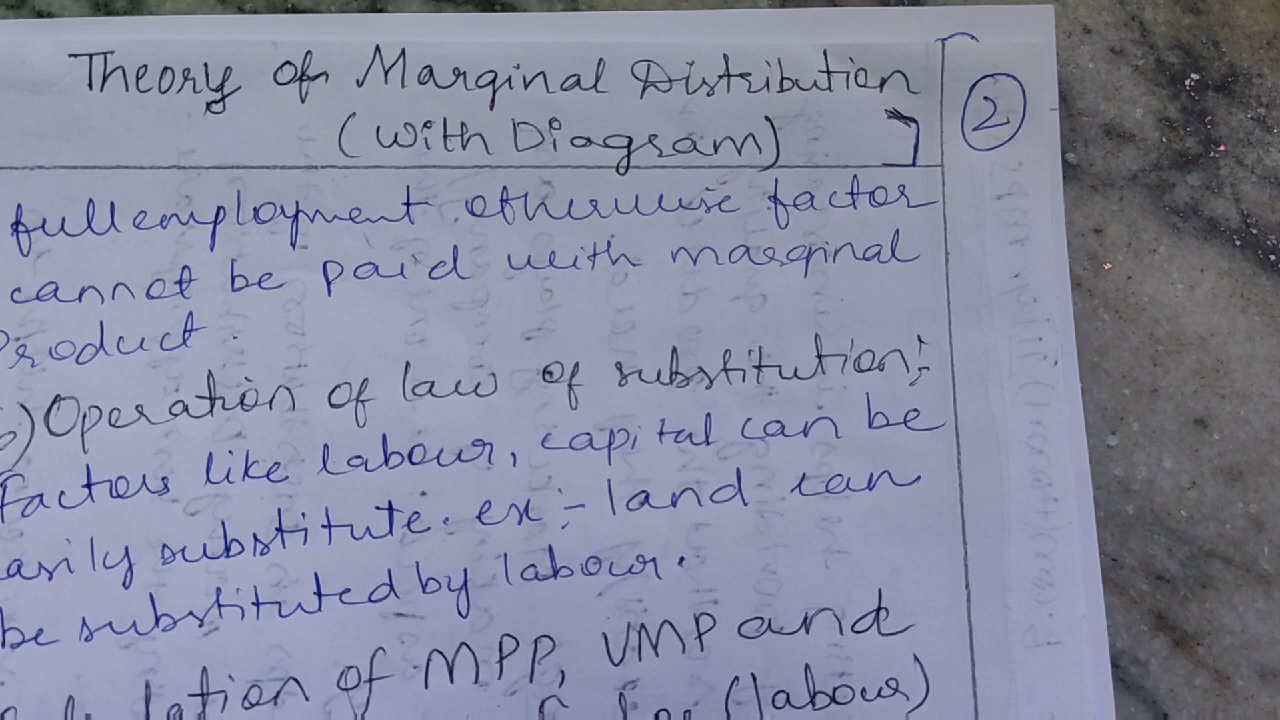 Theory of Marginal Distribution
(With Diagram)
2
full employment otherwise factor
cannot be paid with marginal
Product.
) Operation of law of substitution;-
Factors like labour, capital can be
asily substitute. ex:- land can
be substituted by labour.
lation of MPP, VMP and
(labour)